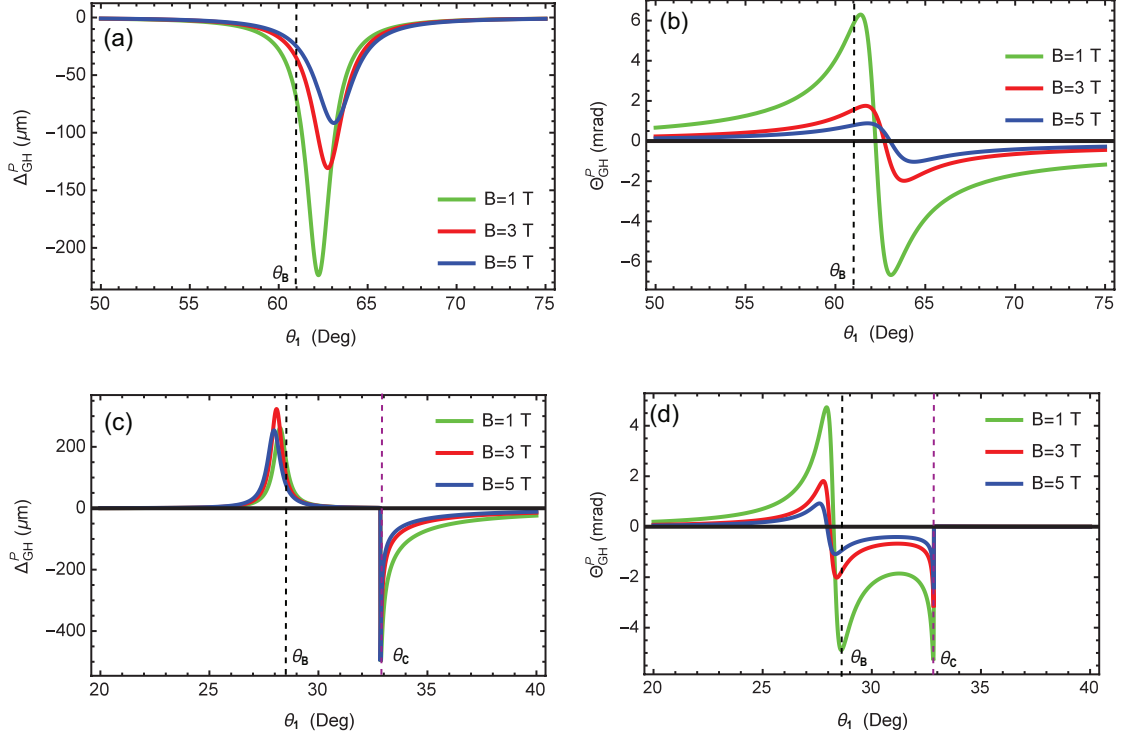 (a)
Δ^P_GH (μm)
0
−50
−100
−150
−200
B=1 T
B=3 T
B=5 T
θ_B
50 55 60 65 70 75
θ_1 (Deg)
(b)
Θ^P_GH (mrad)
6
4
2
0
−2
−4
−6
B=1 T
B=3 T
B=5 T
θ_B
50 55 60 65 70 75
θ_1 (Deg)
(c)
Δ^P_GH (μm)
200
0
−200
−400
B=1 T
B=3 T
B=5 T
θ_B θ_C
20 25 30 35 40
θ_1 (Deg)
(d)
Θ^P_GH (mrad)
4
2
0
−2
−4
B=1 T
B=3 T
B=5 T
θ_B θ_C
20 25 30 35 40
θ_1 (Deg)